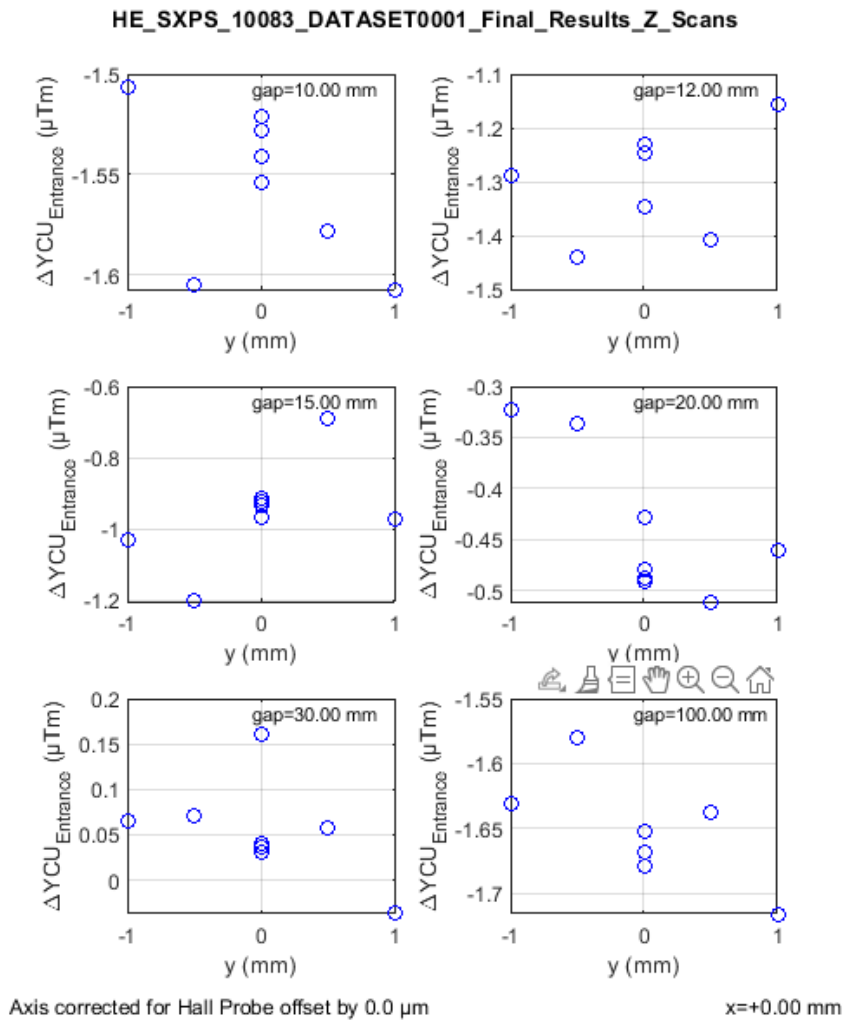 HE_SXPS_10083_DATASET0001_Final_Results_Z_Scans
gap=10.00 mm
-1.5
-1.55
-1.6
-1 0 1
y (mm)
ΔYCU_Entrance (µTm)
gap=12.00 mm
-1.1
-1.2
-1.3
-1.4
-1.5
-1 0 1
y (mm)
ΔYCU_Entrance (µTm)
gap=15.00 mm
-0.6
-0.8
-1
-1.2
-1 0 1
y (mm)
ΔYCU_Entrance (µTm)
gap=20.00 mm
-0.3
-0.35
-0.4
-0.45
-0.5
-1 0 1
y (mm)
ΔYCU_Entrance (µTm)
gap=30.00 mm
0.2
0.15
0.1
0.05
0
-1 0 1
y (mm)
ΔYCU_Entrance (µTm)
gap=100.00 mm
-1.55
-1.6
-1.65
-1.7
-1 0 1
y (mm)
ΔYCU_Entrance (µTm)
Axis corrected for Hall Probe offset by 0.0 µm
x=+0.00 mm